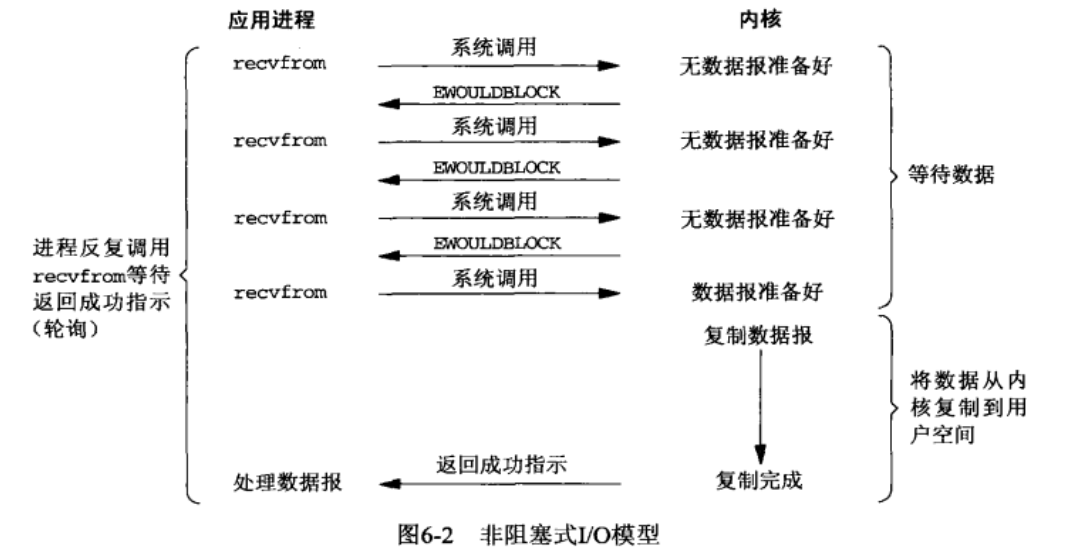 应用进程
内核
系统调用
recvfrom
无数据报准备好
EWOULDBLOCK
系统调用
recvfrom
无数据报准备好
EWOULDBLOCK
等待数据
系统调用
recvfrom
无数据报准备好
EWOULDBLOCK
进程反复调用
recvfrom等待
返回成功指示
（轮询）
系统调用
recvfrom
数据报准备好
复制数据报
将数据从内
核复制到用
户空间
返回成功指示
处理数据报
复制完成
图6-2 非阻塞式I/O模型